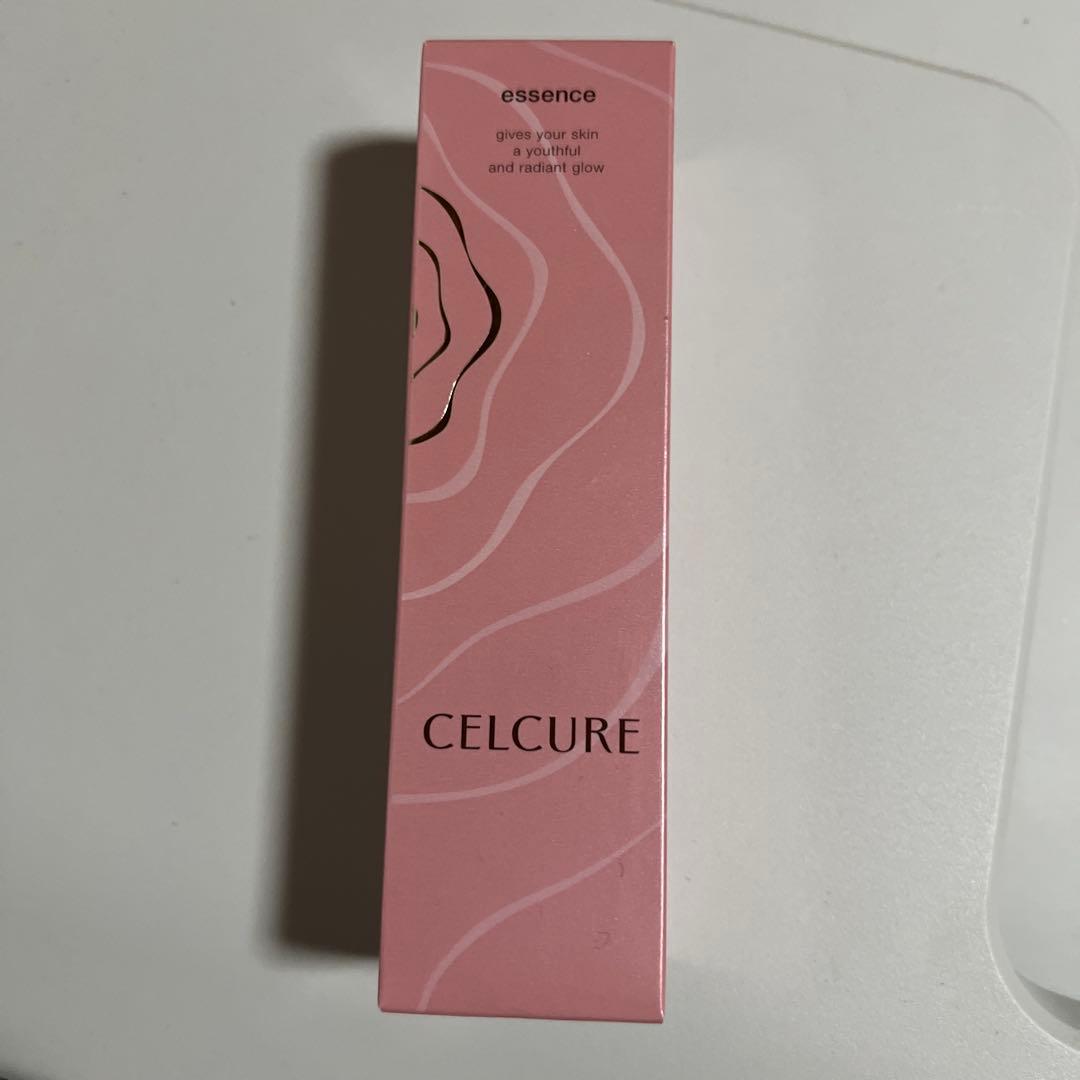 essence
gives your skin
a youthful
and radiant glow
CELCURE